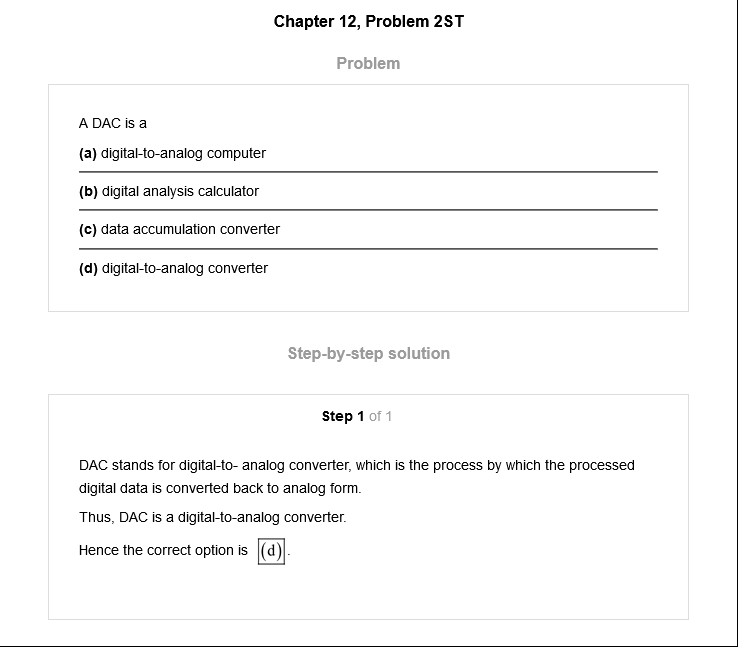 Chapter 12, Problem 2ST
Problem
A DAC is a
(a) digital-to-analog computer
(b) digital analysis calculator
(c) data accumulation converter
(d) digital-to-analog converter
Step-by-step solution
Step 1 of 1
DAC stands for digital-to- analog converter, which is the process by which the processed
digital data is converted back to analog form.
Thus, DAC is a digital-to-analog converter.
Hence the correct option is (d).